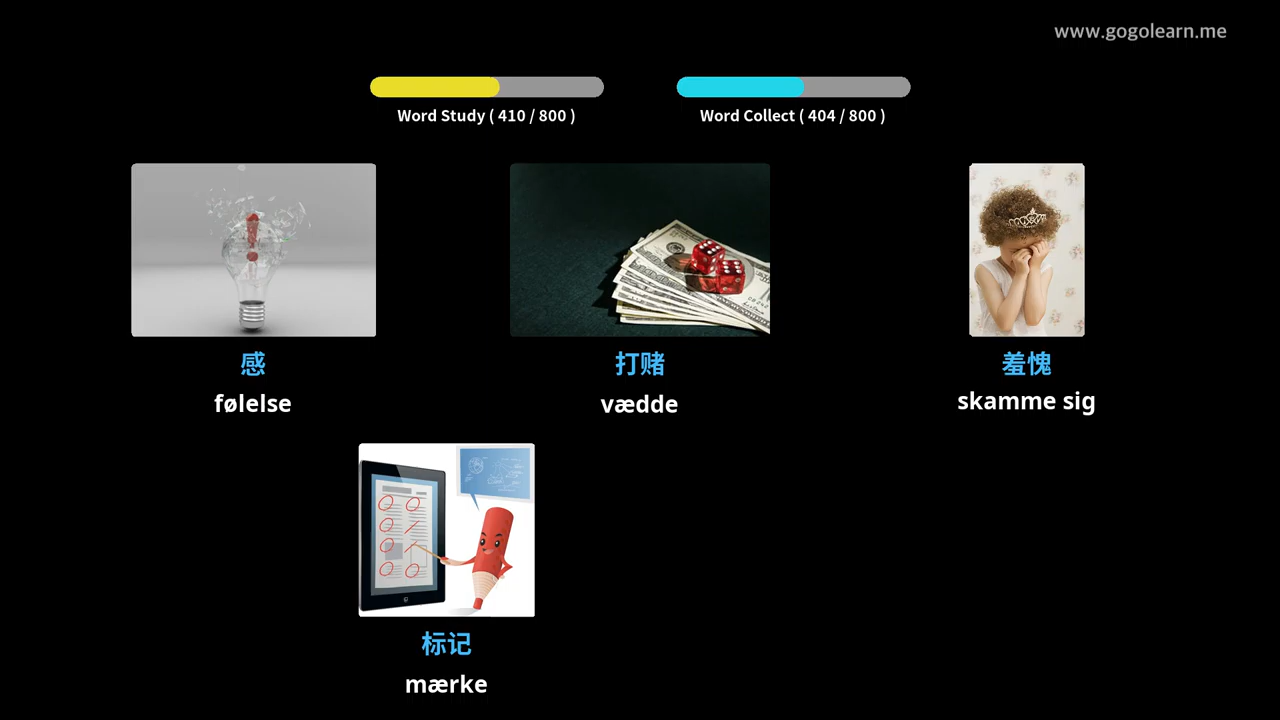 www.gogolearn.me
Word Study ( 410 / 800 )
Word Collect ( 404 / 800 )
感
følelse
打赌
vædde
羞愧
skamme sig
标记
mærke